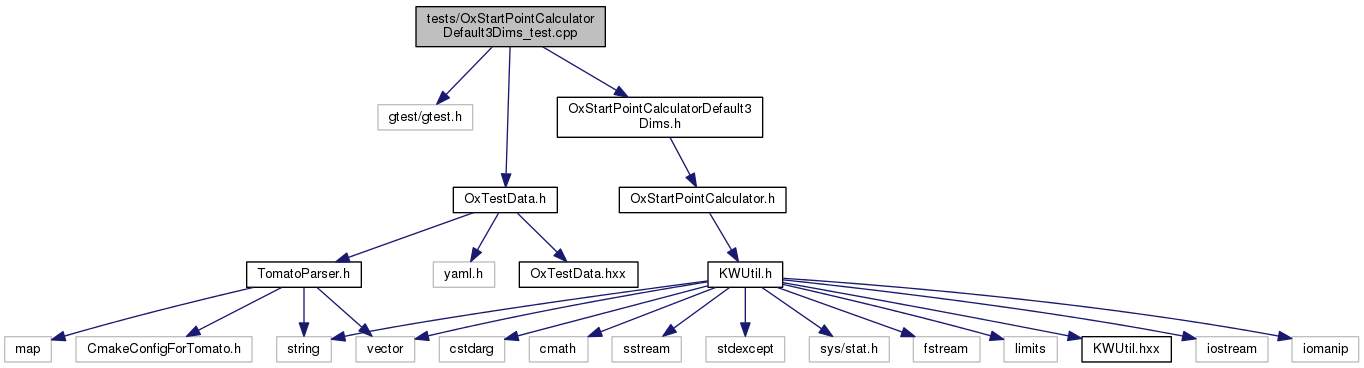 tests/OxStartPointCalculator
Default3Dims_test.cpp
gtest/gtest.h
OxStartPointCalculatorDefault3
Dims.h
OxTestData.h
OxStartPointCalculator.h
TomatoParser.h
yaml.h
OxTestData.hxx
KWUtil.h
map
CmakeConfigForTomato.h
string
vector
cstdarg
cmath
sstream
stdexcept
sys/stat.h
fstream
limits
KWUtil.hxx
iostream
iomanip